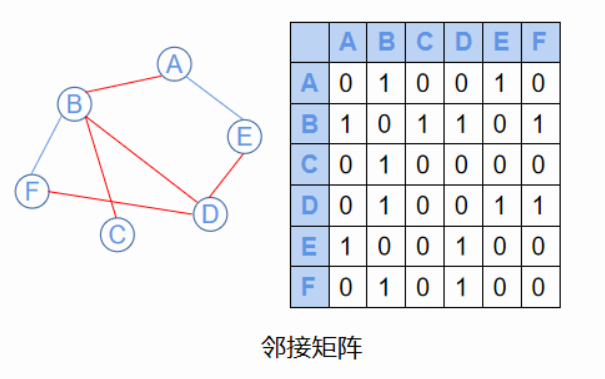 A
B
E
F
D
C
A B C D E F
A 0 1 0 0 1 0
B 1 0 1 1 0 1
C 0 1 0 0 0 0
D 0 1 0 0 1 1
E 1 0 0 1 0 0
F 0 1 0 1 0 0
邻接矩阵